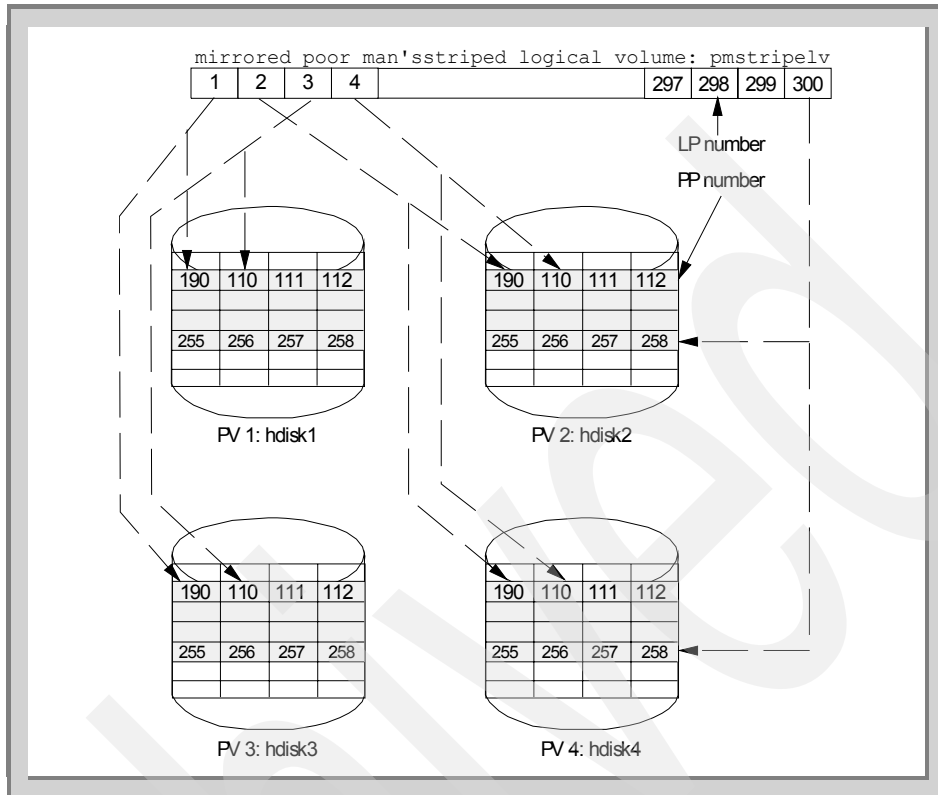 mirrored poor man'sstriped logical volume: pmstripelv
1 2 3 4 297 298 299 300
LP number
PP number
190 110 111 112
255 256 257 258
PV 1: hdisk1
190 110 111 112
255 256 257 258
PV 2: hdisk2
190 110 111 112
255 256 257 258
PV 3: hdisk3
190 110 111 112
255 256 257 258
PV 4: hdisk4